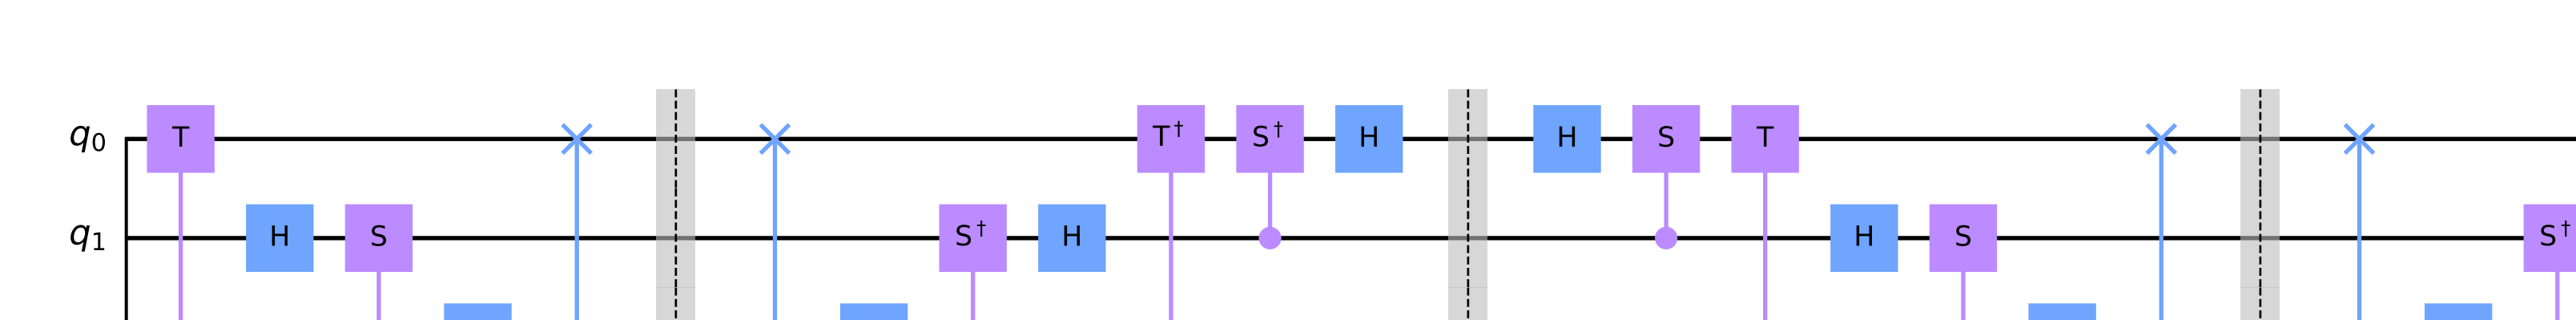 q0 T T† S† H H S T
q1 H S S† H H S S†